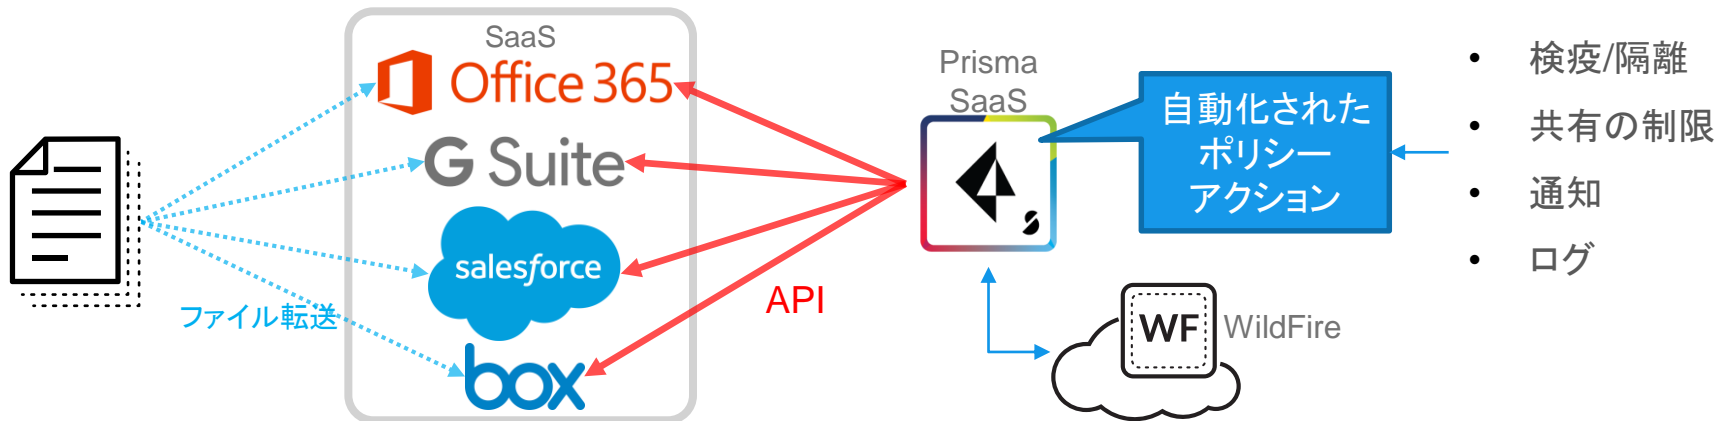 SaaS
Office 365
G Suite
salesforce
box
ファイル転送
API
Prisma
SaaS
自動化された
ポリシー
アクション
WF
WildFire
• 検疫/隔離
• 共有の制限
• 通知
• ログ